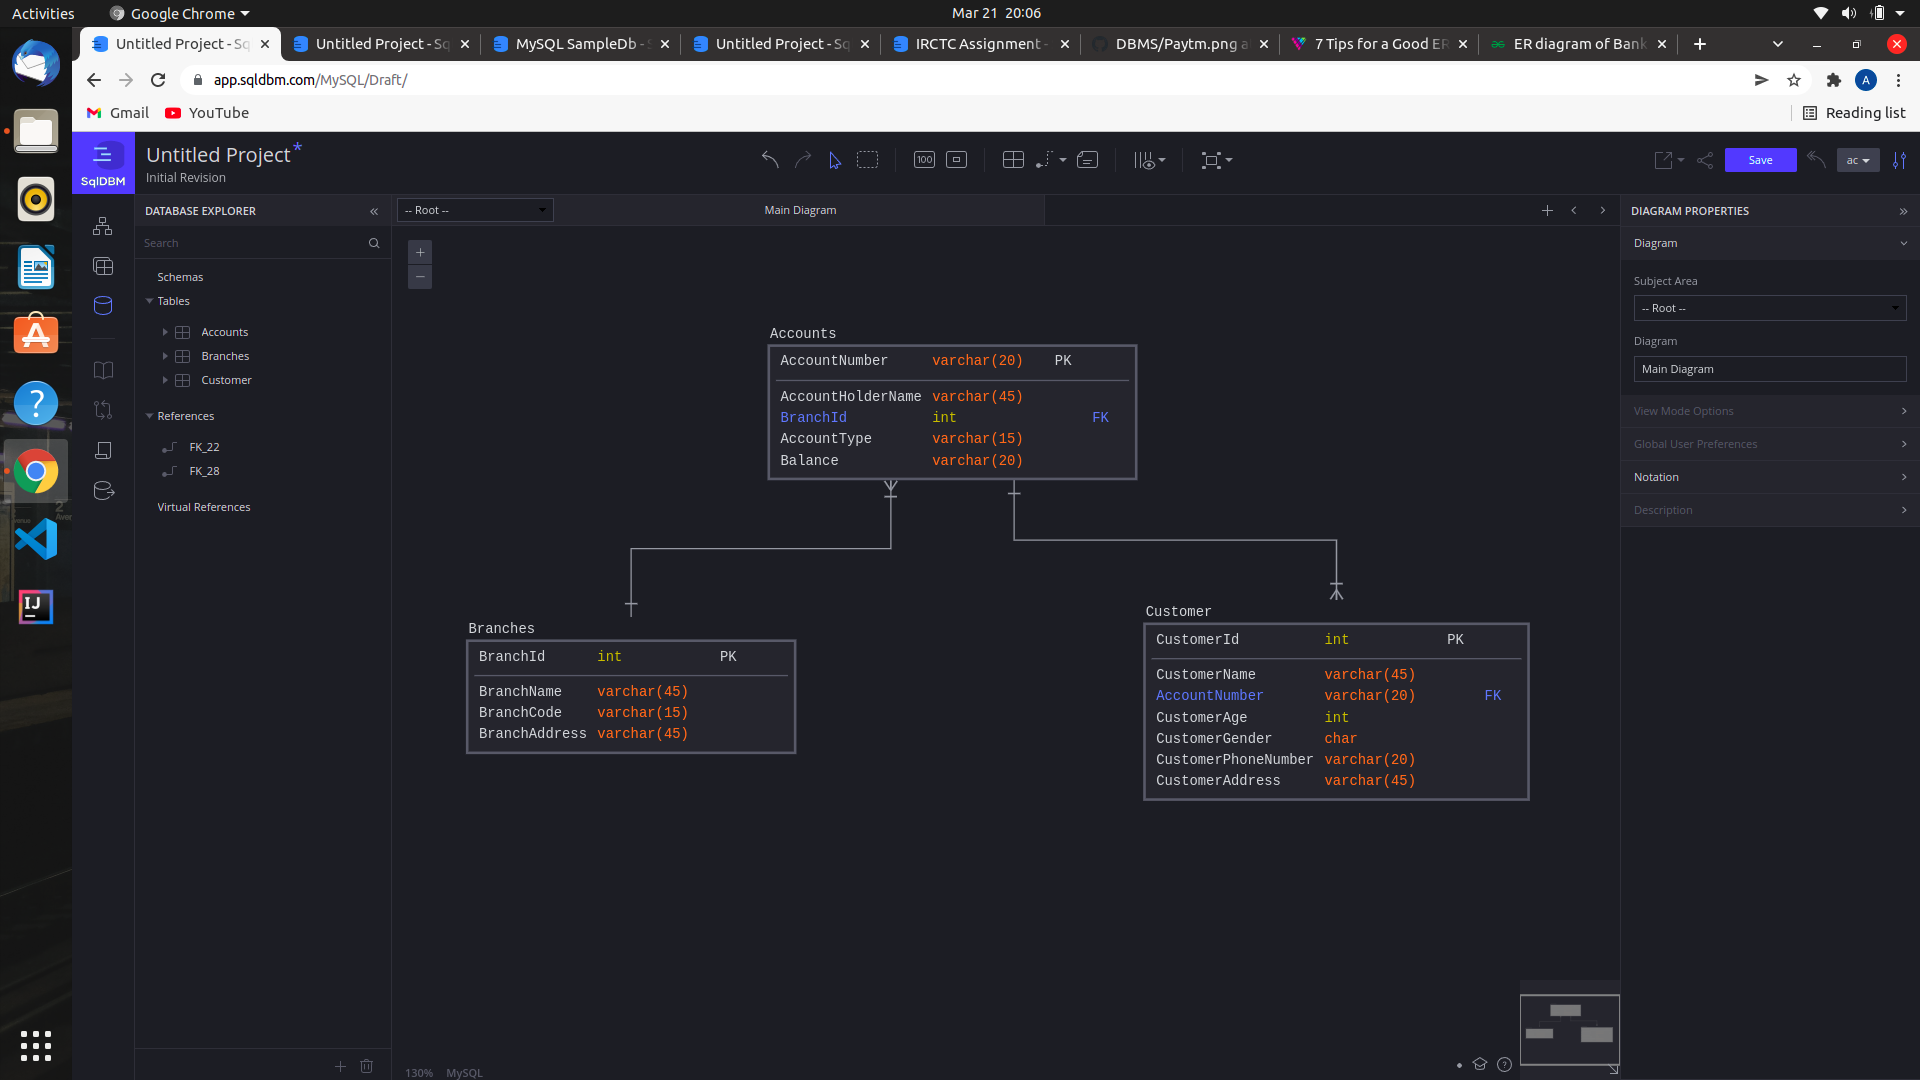 Activities
Google Chrome
Mar 21 20:06
Untitled Project - Sq
Untitled Project - Sq
MySQL SampleDb - S
Untitled Project - Sq
IRCTC Assignment -
DBMS/Paytm.png a
7 Tips for a Good ER
ER diagram of Bank
app.sqldbm.com/MySQL/Draft/
A
Gmail
YouTube
Reading list
SqlDBM
Untitled Project*
Initial Revision
100
Save
ac
DATABASE EXPLORER
-- Root --
Main Diagram
DIAGRAM PROPERTIES
Search
Diagram
Schemas
Tables
Accounts
Branches
Customer
References
FK_22
FK_28
Virtual References
Subject Area
-- Root --
Diagram
Main Diagram
View Mode Options
Global User Preferences
Notation
Description
Accounts
AccountNumber varchar(20) PK
AccountHolderName varchar(45)
BranchId int FK
AccountType varchar(15)
Balance varchar(20)
Branches
BranchId int PK
BranchName varchar(45)
BranchCode varchar(15)
BranchAddress varchar(45)
Customer
CustomerId int PK
CustomerName varchar(45)
AccountNumber varchar(20) FK
CustomerAge int
CustomerGender char
CustomerPhoneNumber varchar(20)
CustomerAddress varchar(45)
130% MySQL